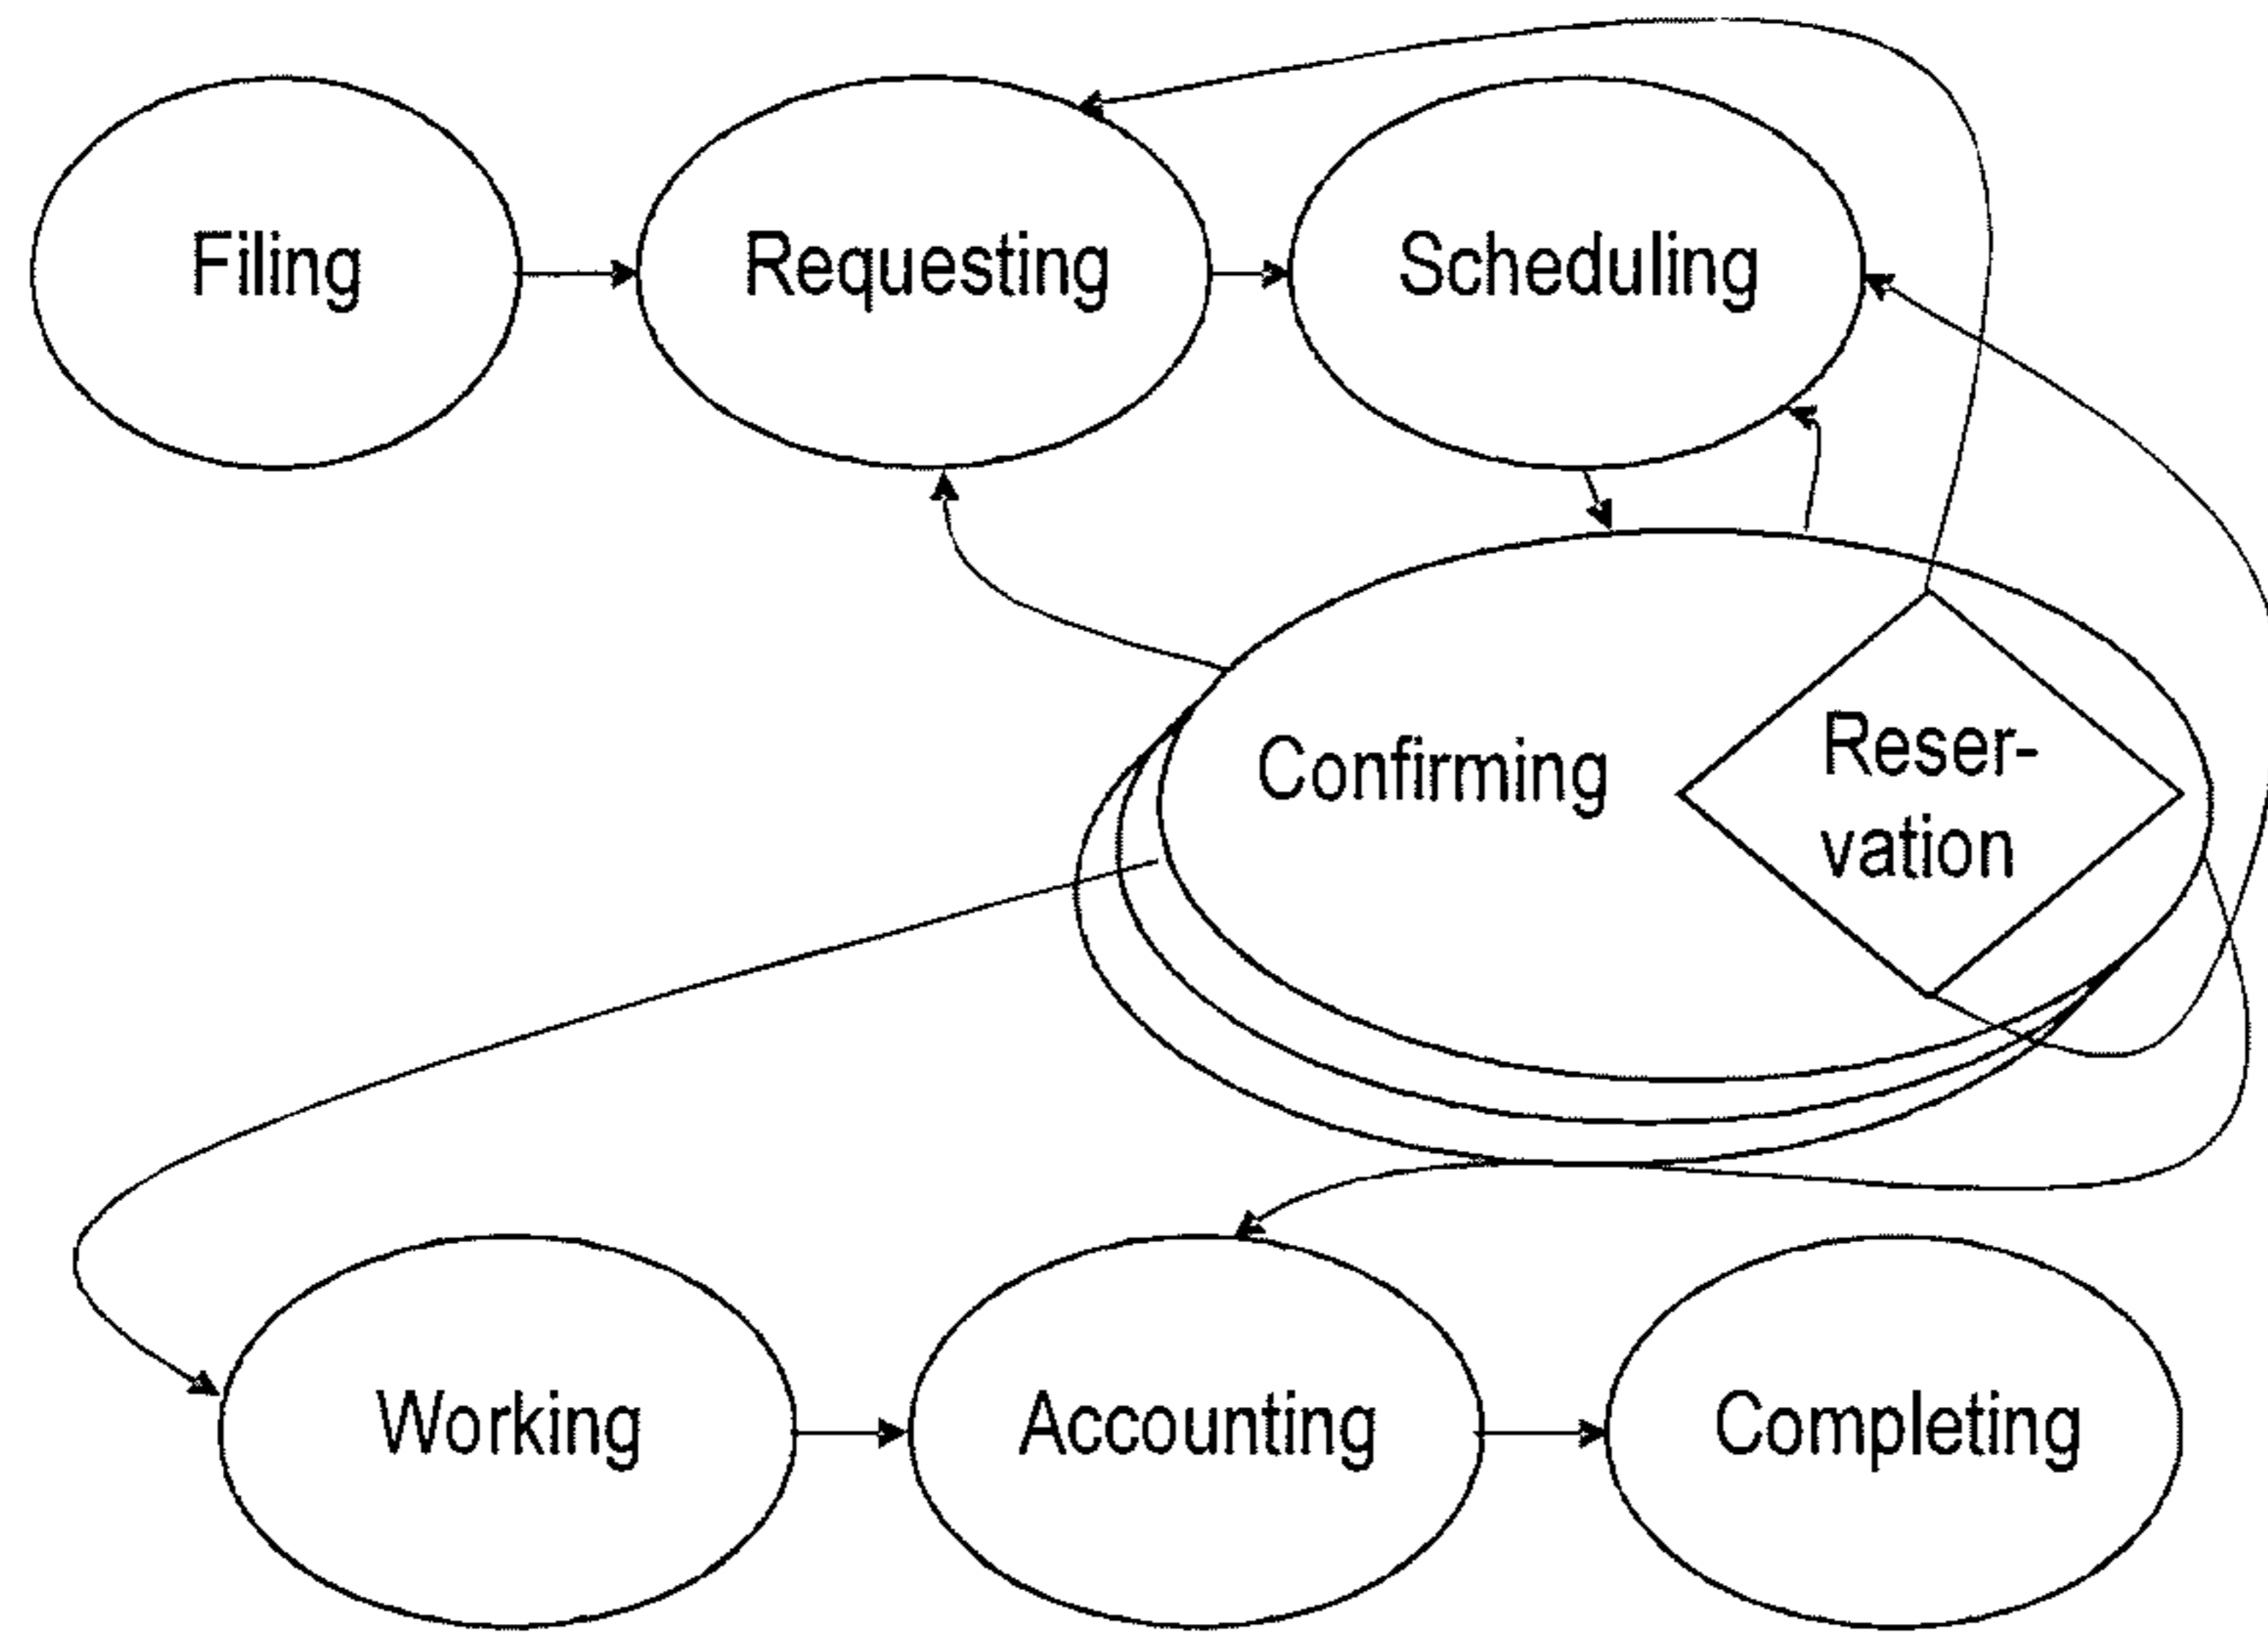 Filing
Requesting
Scheduling
Confirming
Reser-
vation
Working
Accounting
Completing